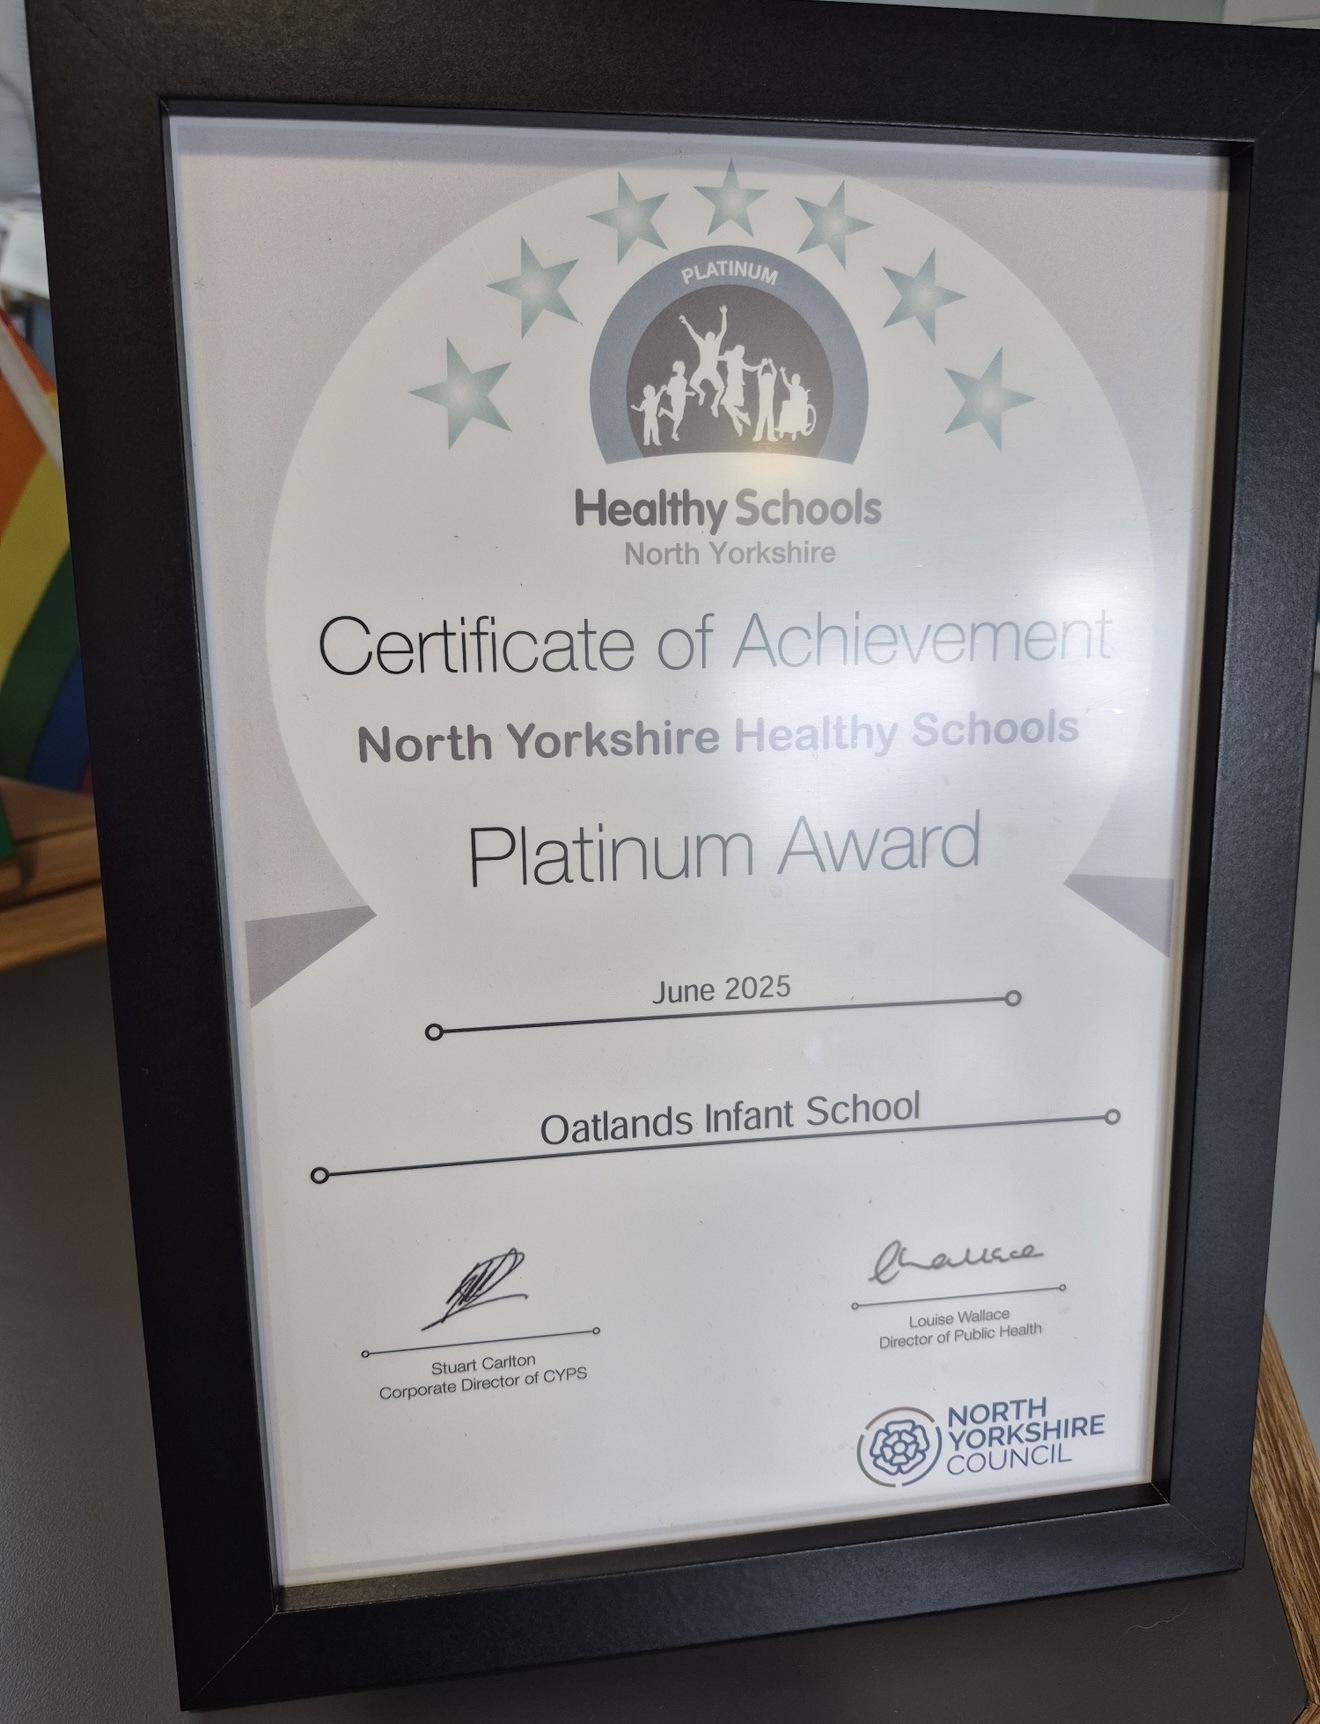 PLATINUM
Healthy Schools
North Yorkshire
Certificate of Achievement
North Yorkshire Healthy Schools
Platinum Award
June 2025
Oatlands Infant School
Stuart Carlton
Corporate Director of CYPS
Louise Wallace
Director of Public Health
NORTH
YORKSHIRE
COUNCIL